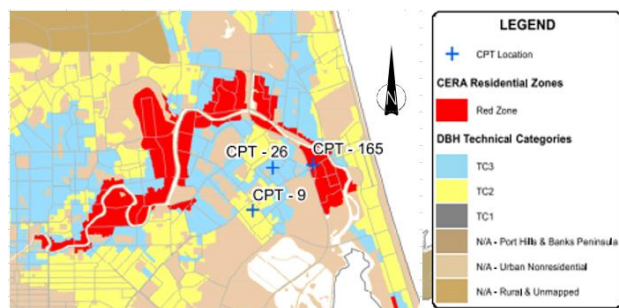 CPT - 26
CPT - 165
CPT - 9
N
LEGEND
CPT Location
CERA Residential Zones
Red Zone
DBH Technical Categories
TC3
TC2
TC1
N/A - Port Hills & Banks Peninsula
N/A - Urban Nonresidential
N/A - Rural & Unmapped